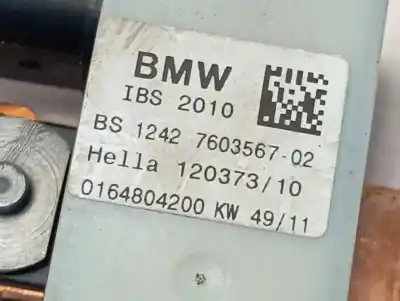 BMW
IBS 2010
BS 1242 7603567-02
Hella 120373/10
0164804200 KW 49/11